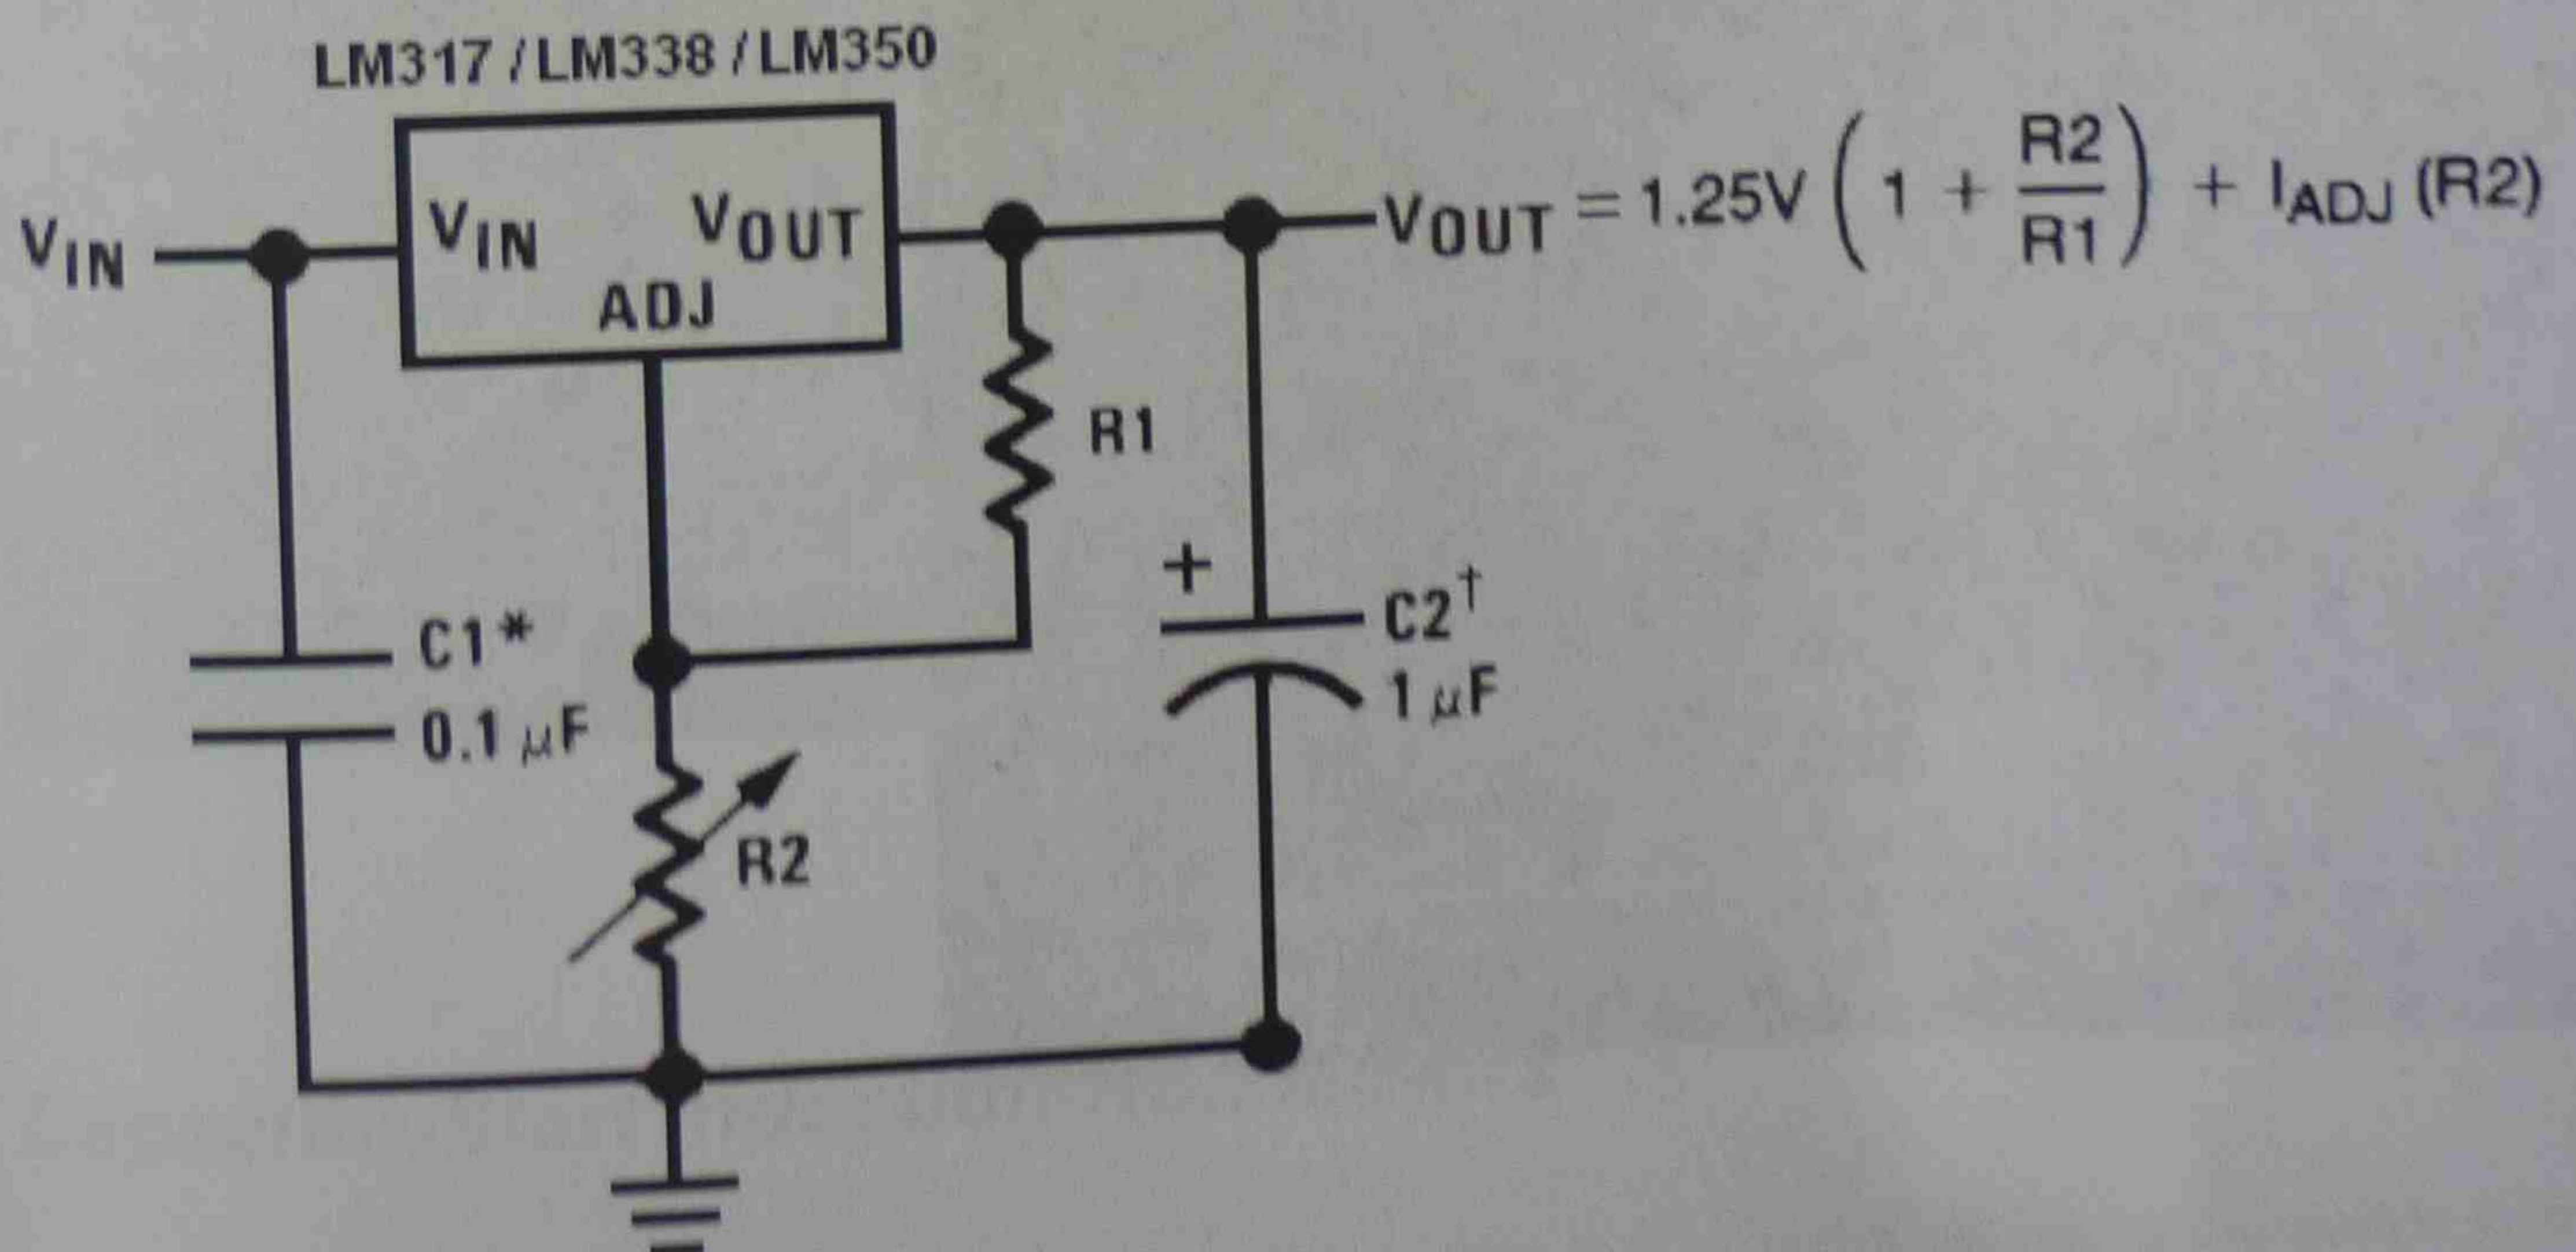 LM317 / LM338 / LM350
VIN
VIN VOUT
ADJ
VOUT = 1.25V ( 1 + R2/R1 ) + IADJ (R2)
R1
C1*
0.1 µF
+
C2†
1 µF
R2